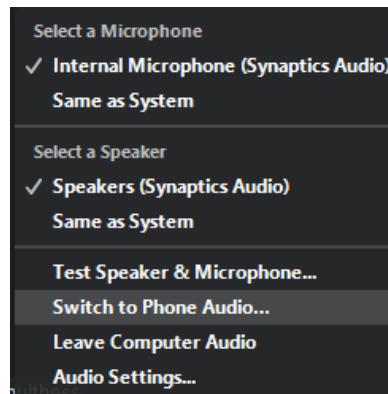 Select a Microphone
✓ Internal Microphone (Synaptics Audio)
Same as System
Select a Speaker
✓ Speakers (Synaptics Audio)
Same as System
Test Speaker & Microphone...
Switch to Phone Audio...
Leave Computer Audio
Audio Settings...